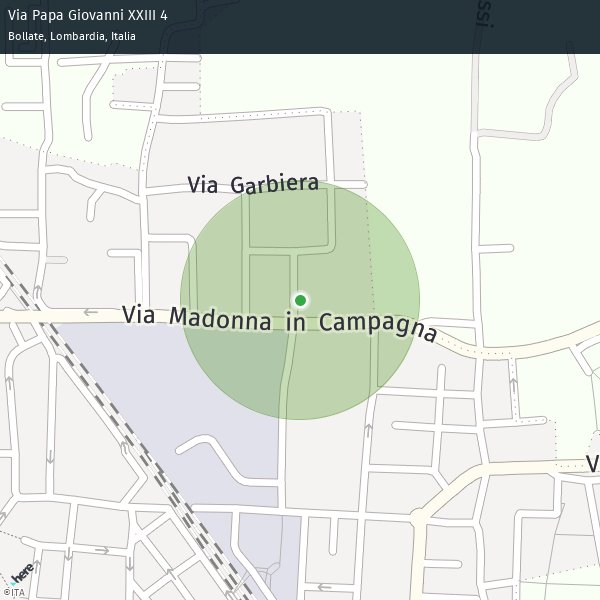 Via Papa Giovanni XXIII 4
Bollate, Lombardia, Italia
ssi
Via Garbiera
Via Madonna in Campagna
V
here
©ITA